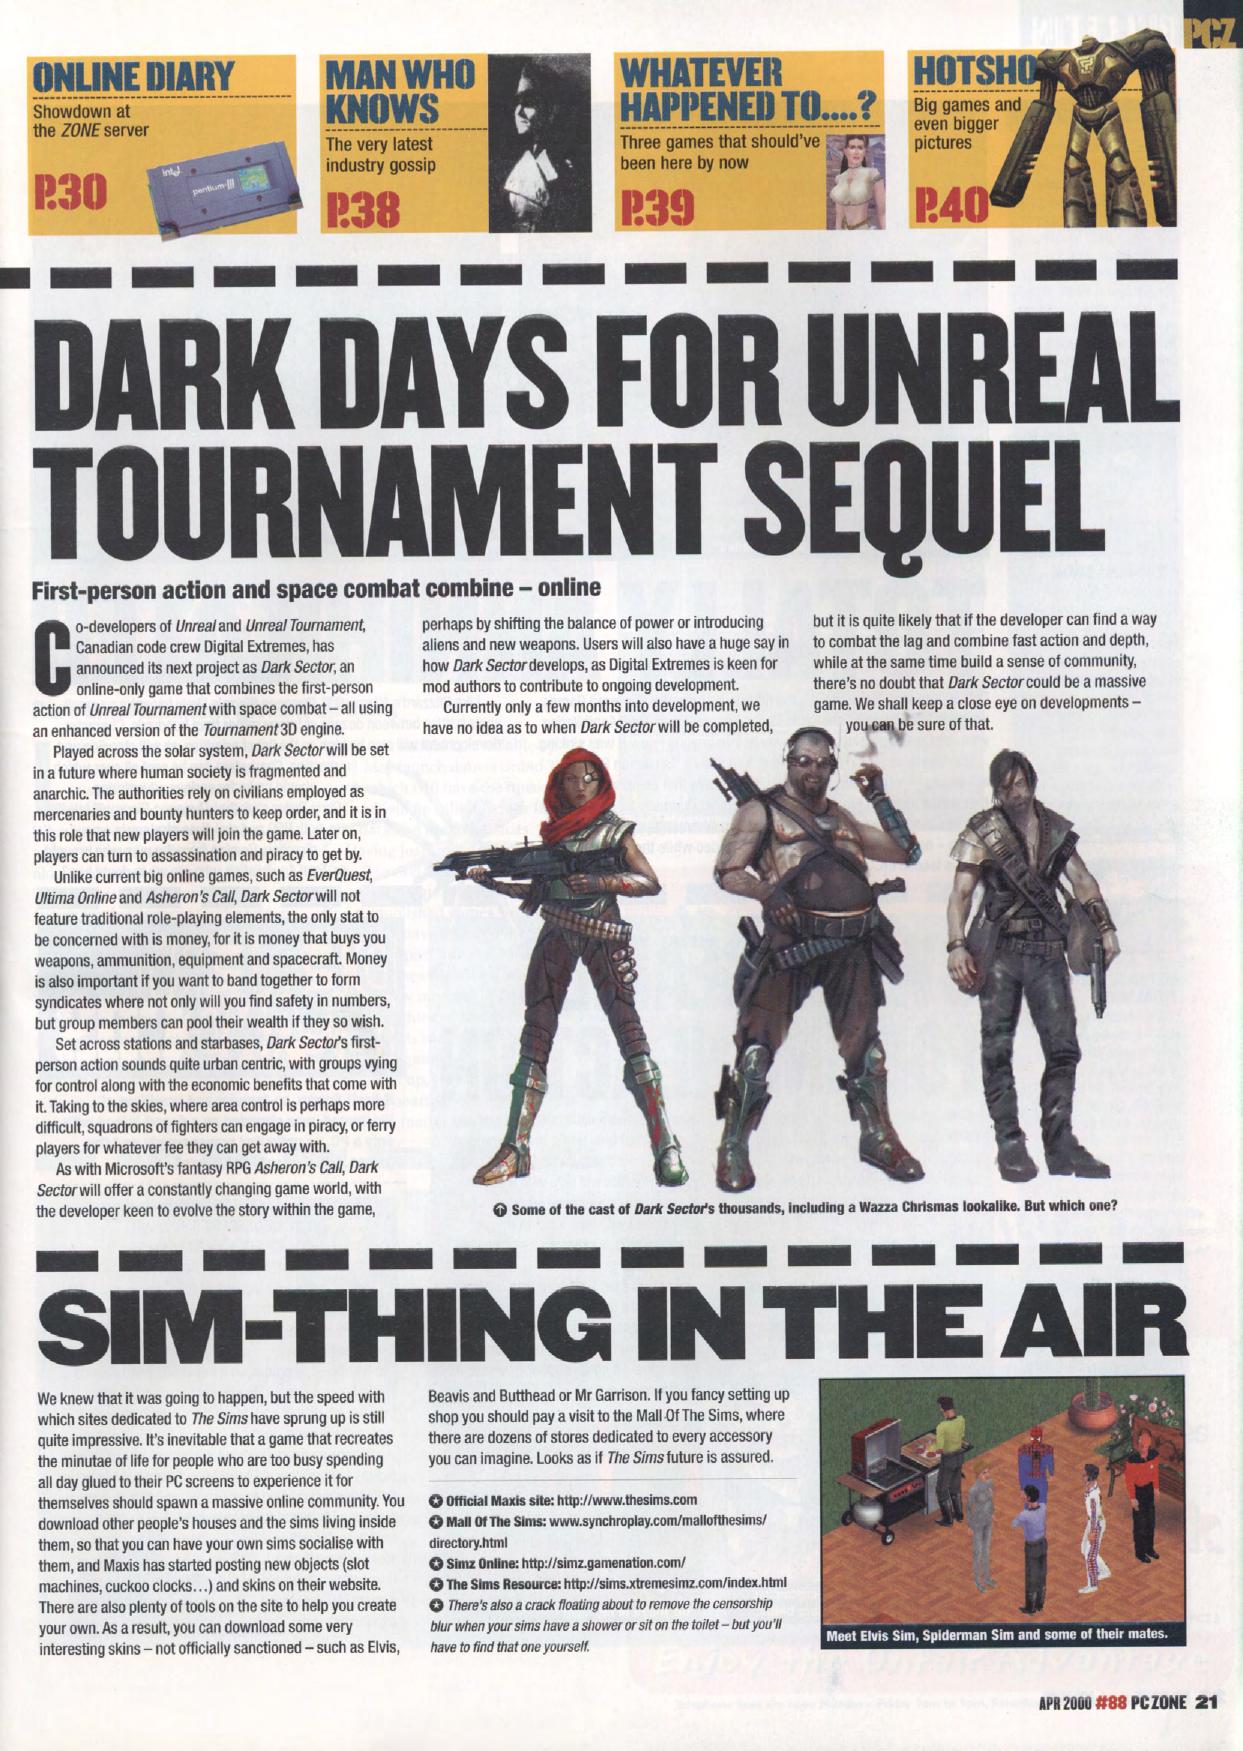 PCZ
ONLINE DIARY
Showdown at
the ZONE server
P.30
intel
pentium·III
MAN WHO
KNOWS
The very latest
industry gossip
P.38
WHATEVER
HAPPENED TO....?
Three games that should've
been here by now
P.39
HOTSHO
Big games and
even bigger
pictures
P.40
DARK DAYS FOR UNREAL
TOURNAMENT SEQUEL
First-person action and space combat combine – online
Co-developers of Unreal and Unreal Tournament,
Canadian code crew Digital Extremes, has
announced its next project as Dark Sector, an
online-only game that combines the first-person
action of Unreal Tournament with space combat – all using
an enhanced version of the Tournament 3D engine.
Played across the solar system, Dark Sector will be set
in a future where human society is fragmented and
anarchic. The authorities rely on civilians employed as
mercenaries and bounty hunters to keep order, and it is in
this role that new players will join the game. Later on,
players can turn to assassination and piracy to get by.
Unlike current big online games, such as EverQuest,
Ultima Online and Asheron's Call, Dark Sector will not
feature traditional role-playing elements, the only stat to
be concerned with is money, for it is money that buys you
weapons, ammunition, equipment and spacecraft. Money
is also important if you want to band together to form
syndicates where not only will you find safety in numbers,
but group members can pool their wealth if they so wish.
Set across stations and starbases, Dark Sector's first-
person action sounds quite urban centric, with groups vying
for control along with the economic benefits that come with
it. Taking to the skies, where area control is perhaps more
difficult, squadrons of fighters can engage in piracy, or ferry
players for whatever fee they can get away with.
As with Microsoft's fantasy RPG Asheron's Call, Dark
Sector will offer a constantly changing game world, with
the developer keen to evolve the story within the game,
perhaps by shifting the balance of power or introducing
aliens and new weapons. Users will also have a huge say in
how Dark Sector develops, as Digital Extremes is keen for
mod authors to contribute to ongoing development.
Currently only a few months into development, we
have no idea as to when Dark Sector will be completed,
but it is quite likely that if the developer can find a way
to combat the lag and combine fast action and depth,
while at the same time build a sense of community,
there's no doubt that Dark Sector could be a massive
game. We shall keep a close eye on developments –
you can be sure of that.
Some of the cast of Dark Sector's thousands, including a Wazza Chrismas lookalike. But which one?
SIM-THING IN THE AIR
We knew that it was going to happen, but the speed with
which sites dedicated to The Sims have sprung up is still
quite impressive. It's inevitable that a game that recreates
the minutae of life for people who are too busy spending
all day glued to their PC screens to experience it for
themselves should spawn a massive online community. You
download other people's houses and the sims living inside
them, so that you can have your own sims socialise with
them, and Maxis has started posting new objects (slot
machines, cuckoo clocks...) and skins on their website.
There are also plenty of tools on the site to help you create
your own. As a result, you can download some very
interesting skins – not officially sanctioned – such as Elvis,
Beavis and Butthead or Mr Garrison. If you fancy setting up
shop you should pay a visit to the Mall Of The Sims, where
there are dozens of stores dedicated to every accessory
you can imagine. Looks as if The Sims future is assured.
Official Maxis site: http://www.thesims.com
Mall Of The Sims: www.synchroplay.com/mallofthesims/
directory.html
Simz Online: http://simz.gamenation.com/
The Sims Resource: http://sims.xtremesimz.com/index.html
There's also a crack floating about to remove the censorship
blur when your sims have a shower or sit on the toilet – but you'll
have to find that one yourself.
Meet Elvis Sim, Spiderman Sim and some of their mates.
APR 2000 #88 PC ZONE 21